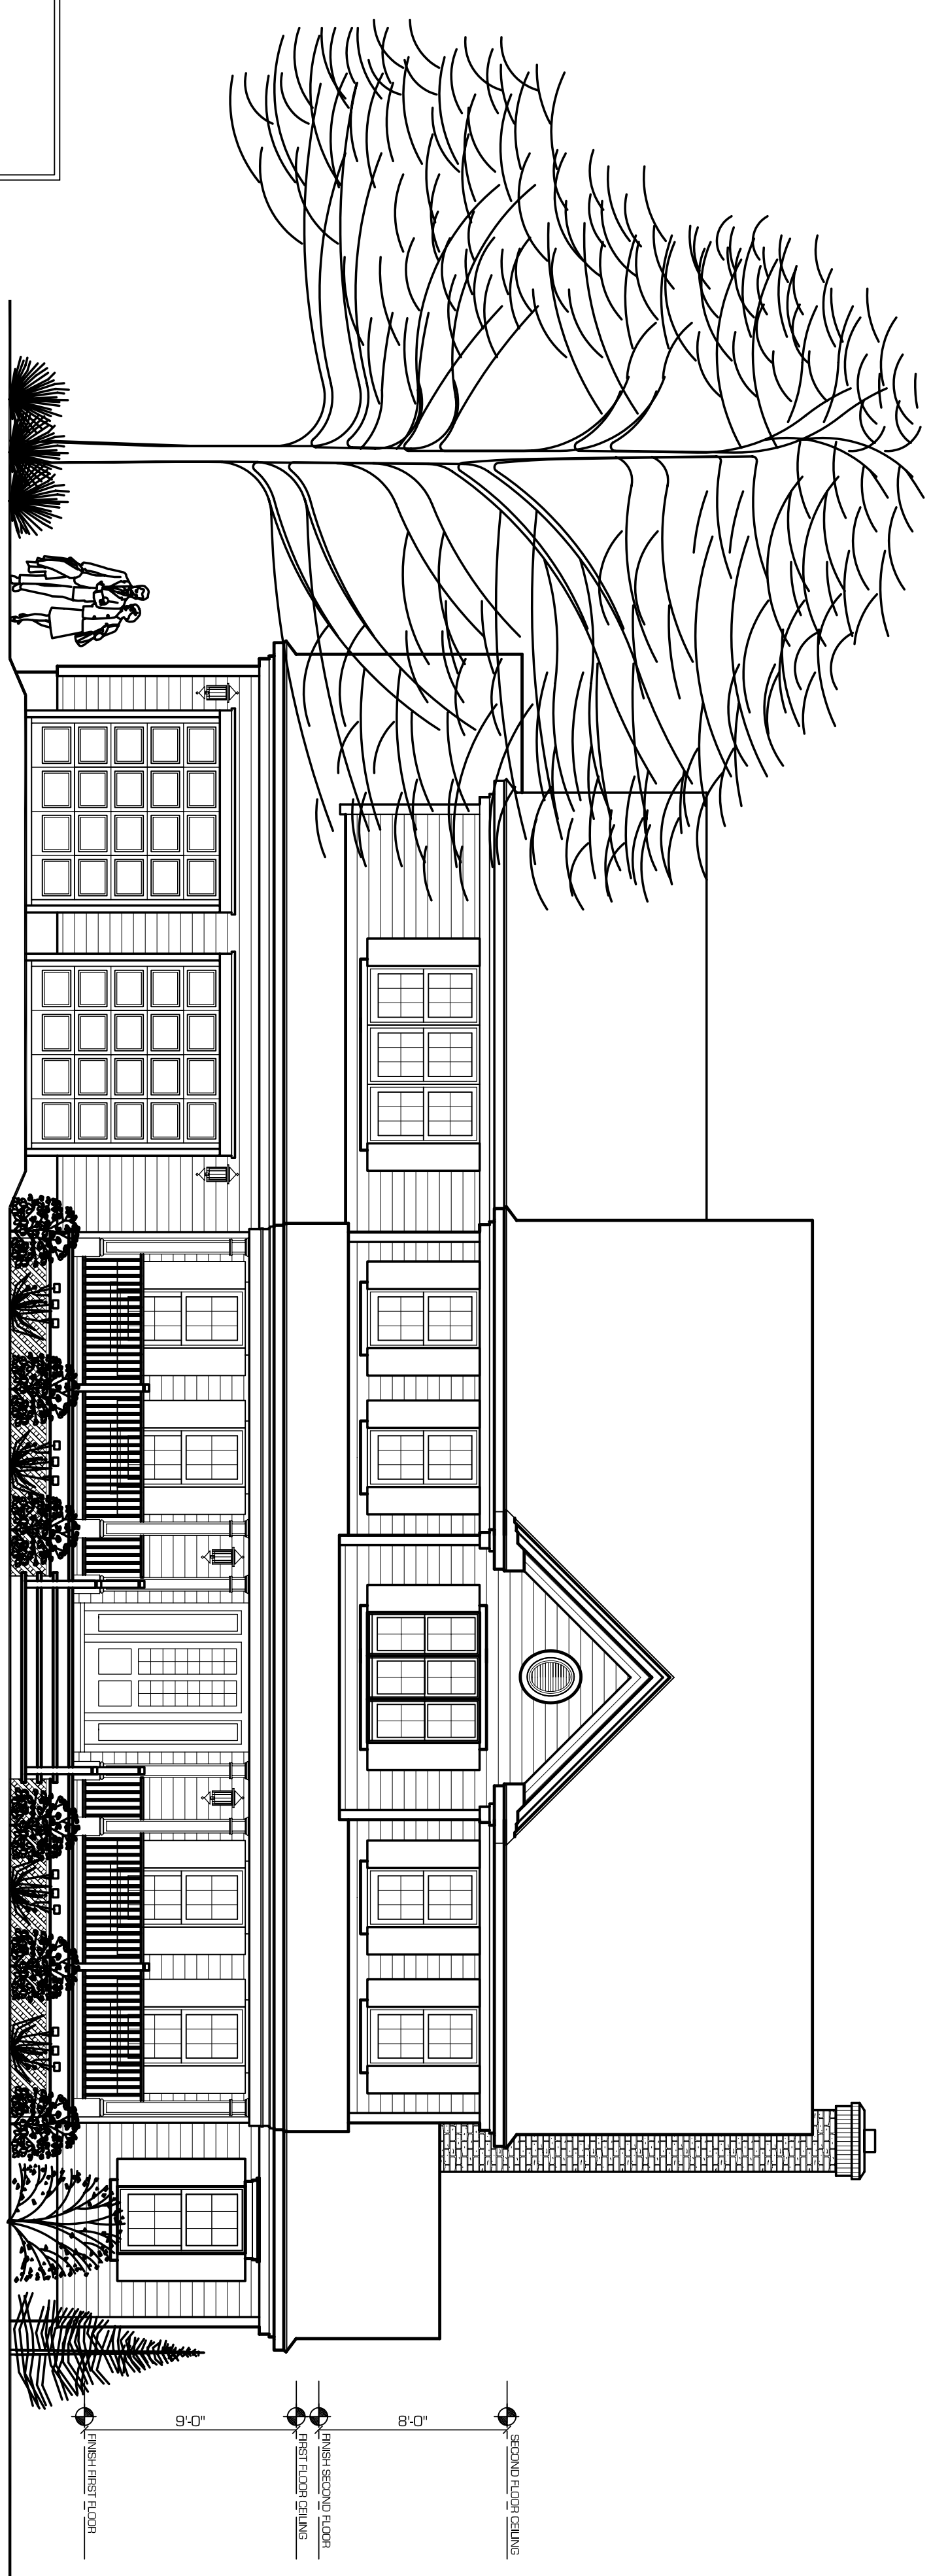 SECOND FLOOR CEILING
8'-0"
FINISH SECOND FLOOR
FIRST FLOOR CEILING
9'-0"
FINISH FIRST FLOOR